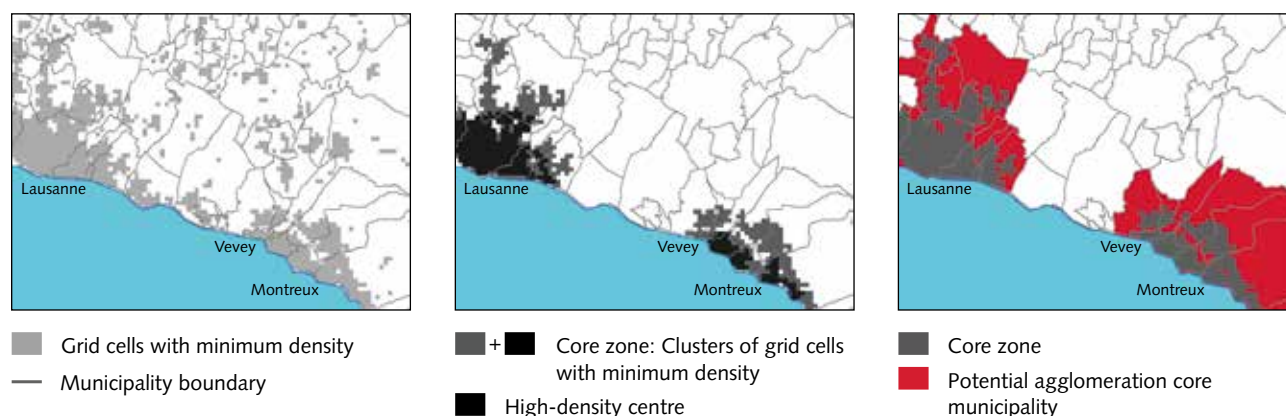 Lausanne
Vevey
Montreux
Grid cells with minimum density
Municipality boundary
Lausanne
Vevey
Montreux
+ Core zone: Clusters of grid cells
with minimum density
High-density centre
Lausanne
Vevey
Montreux
Core zone
Potential agglomeration core
municipality